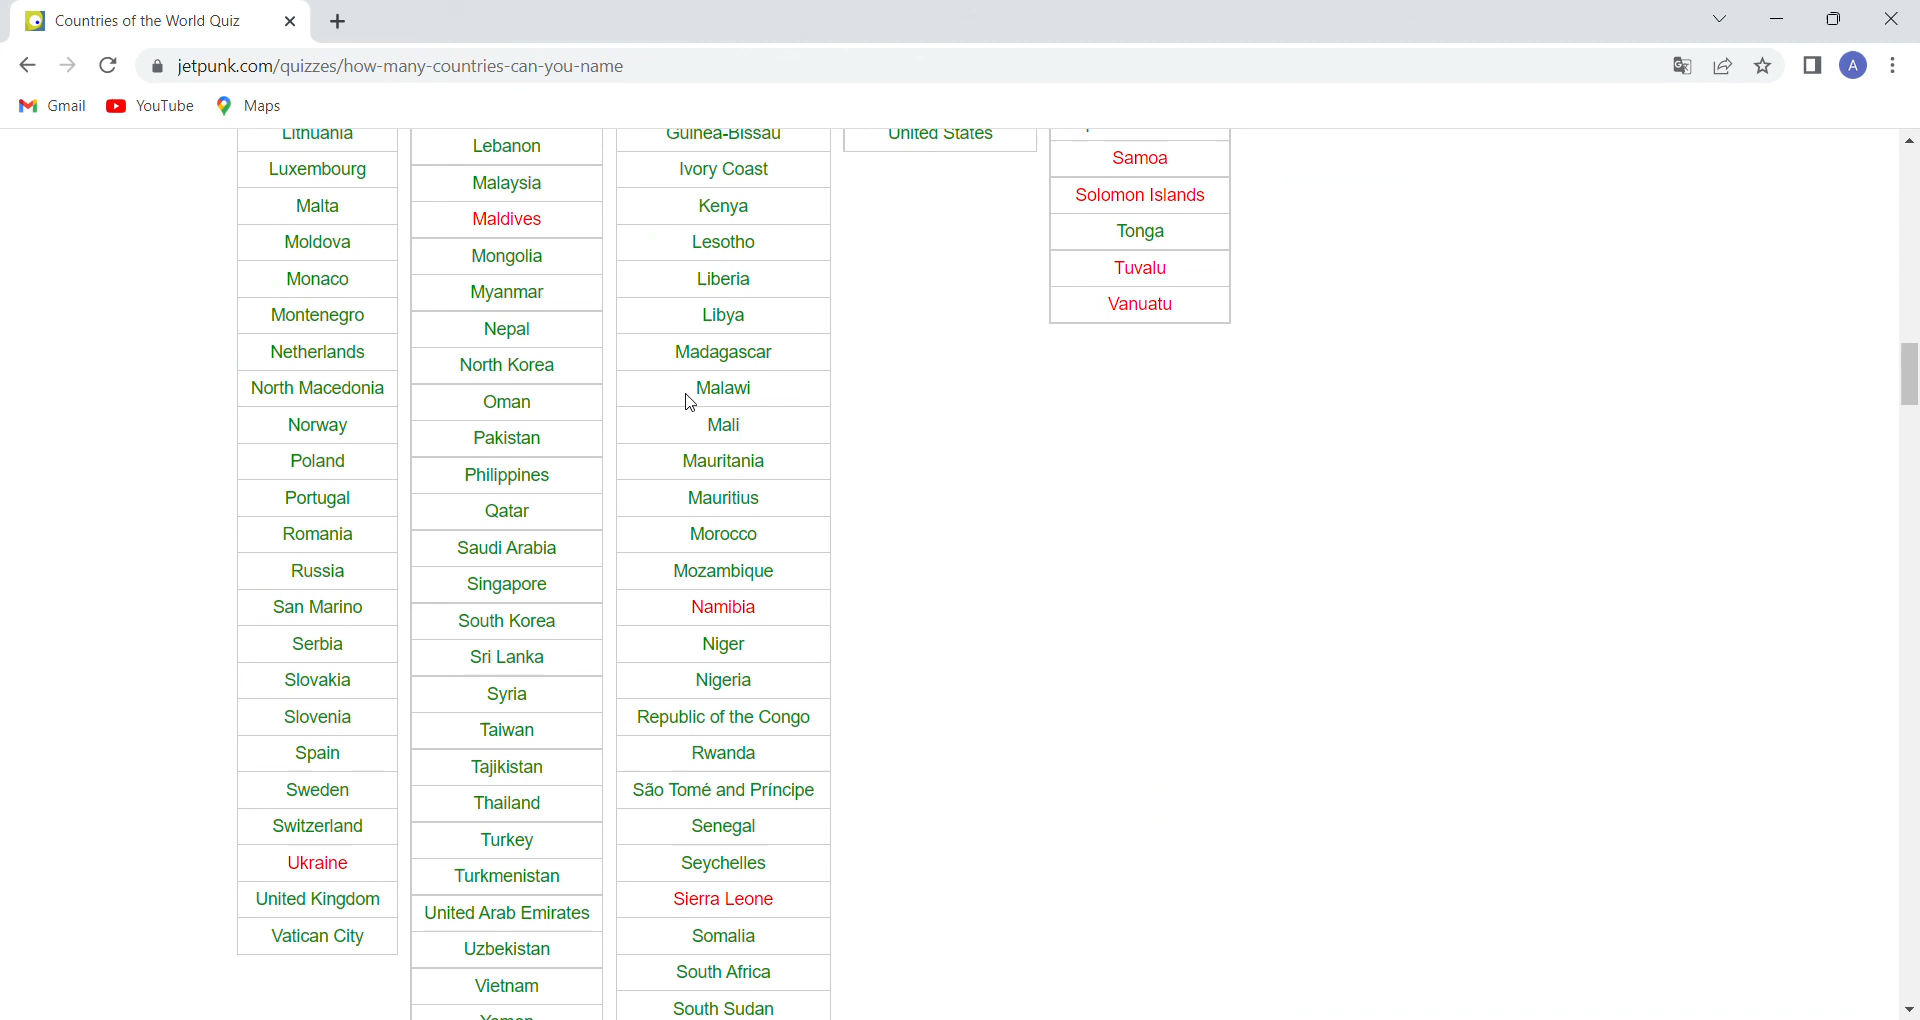 Countries of the World Quiz
jetpunk.com/quizzes/how-many-countries-can-you-name
A
Gmail YouTube Maps
Lithuania
Luxembourg
Malta
Moldova
Monaco
Montenegro
Netherlands
North Macedonia
Norway
Poland
Portugal
Romania
Russia
San Marino
Serbia
Slovakia
Slovenia
Spain
Sweden
Switzerland
Ukraine
United Kingdom
Vatican City
Lebanon
Malaysia
Maldives
Mongolia
Myanmar
Nepal
North Korea
Oman
Pakistan
Philippines
Qatar
Saudi Arabia
Singapore
South Korea
Sri Lanka
Syria
Taiwan
Tajikistan
Thailand
Turkey
Turkmenistan
United Arab Emirates
Uzbekistan
Vietnam
Yemen
Guinea-Bissau
Ivory Coast
Kenya
Lesotho
Liberia
Libya
Madagascar
Malawi
Mali
Mauritania
Mauritius
Morocco
Mozambique
Namibia
Niger
Nigeria
Republic of the Congo
Rwanda
São Tomé and Príncipe
Senegal
Seychelles
Sierra Leone
Somalia
South Africa
South Sudan
United States
Samoa
Solomon Islands
Tonga
Tuvalu
Vanuatu